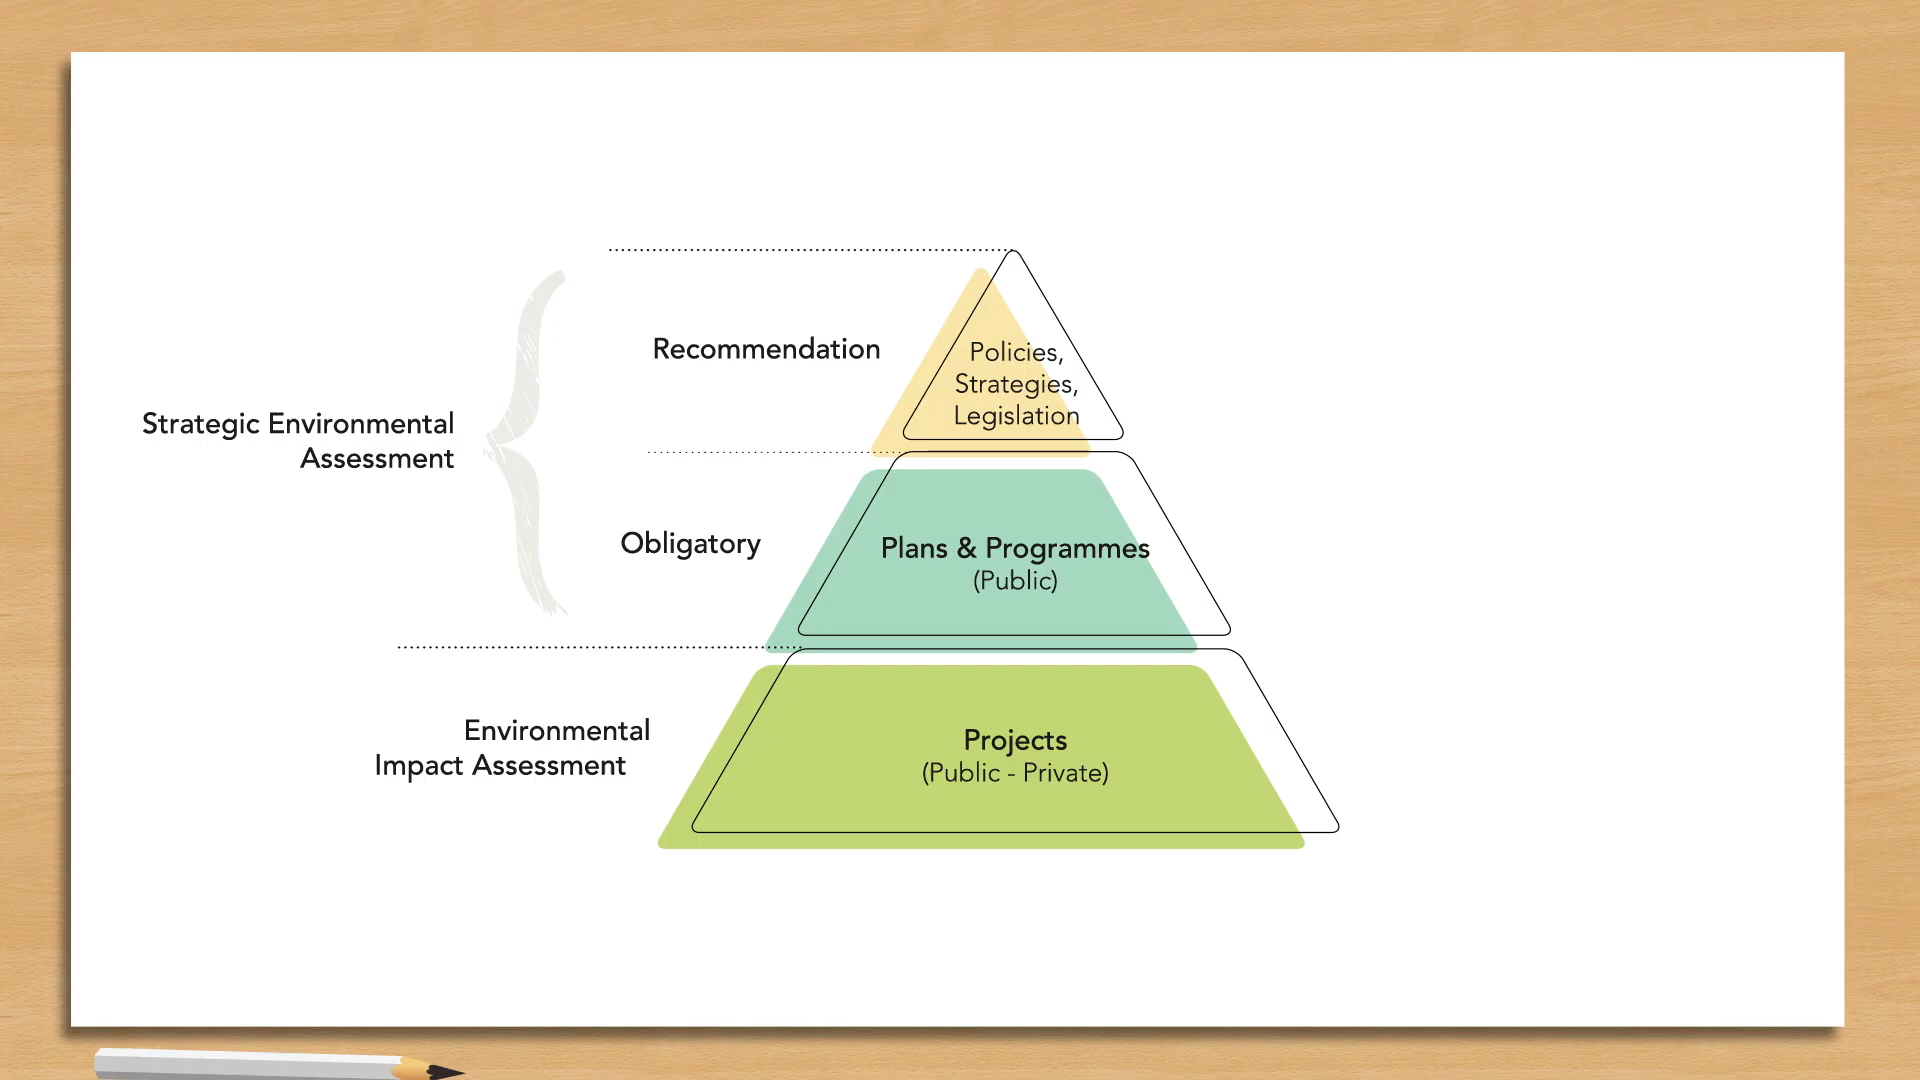 Recommendation
Policies,
Strategies,
Legislation
Strategic Environmental
Assessment
Obligatory
Plans & Programmes
(Public)
Environmental
Impact Assessment
Projects
(Public - Private)